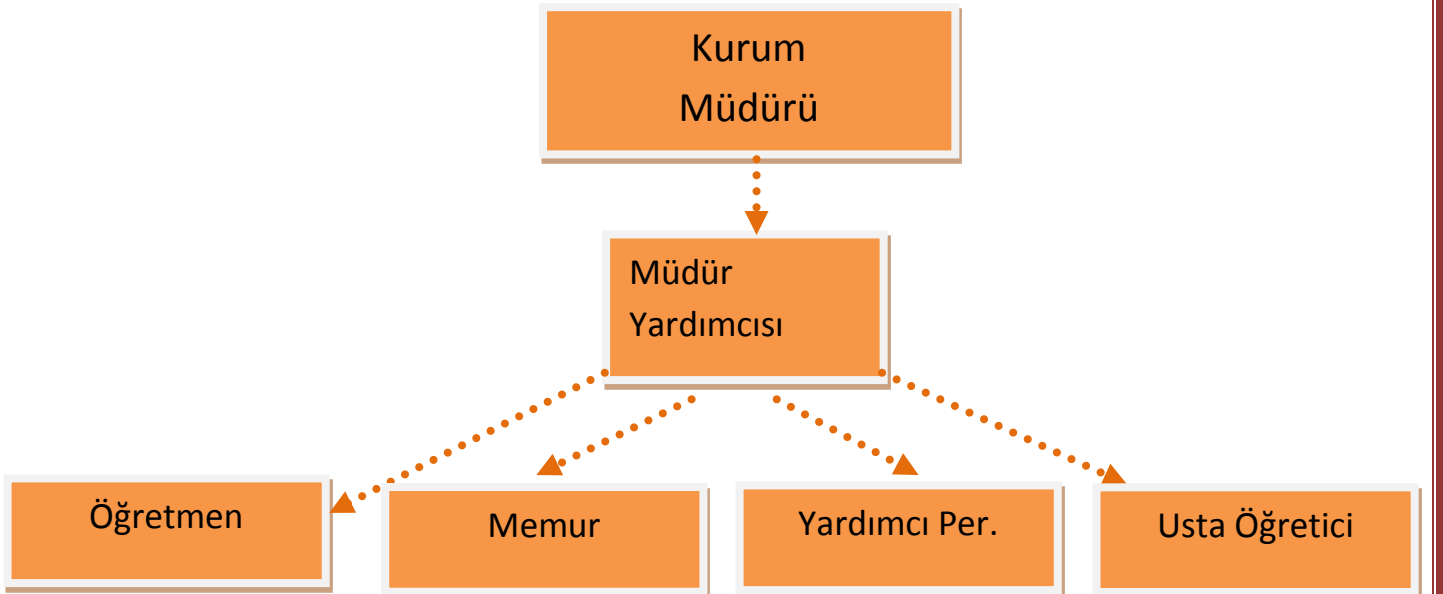 Kurum
Müdürü
Müdür
Yardımcısı
Öğretmen
Memur
Yardımcı Per.
Usta Öğretici